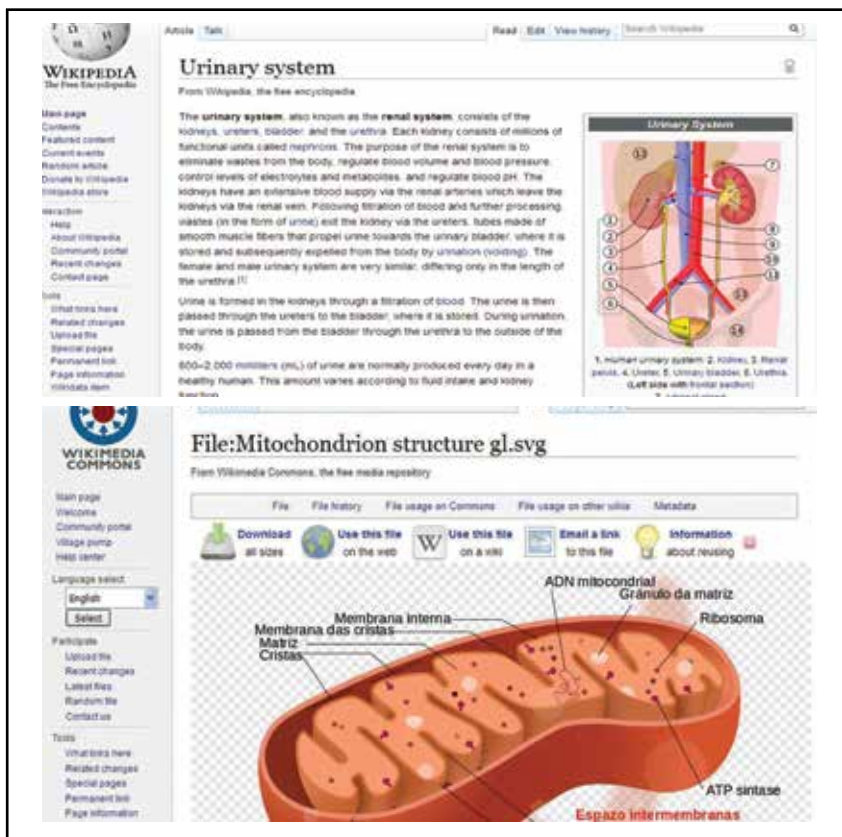 WIKIPEDIA
The Free Encyclopedia
Main page
Contents
Featured content
Current events
Random article
Donate to Wikipedia
Wikipedia store
Interaction
Help
About Wikipedia
Community portal
Recent changes
Contact page
Tools
What links here
Related changes
Upload file
Special pages
Permanent link
Page information
Wikidata item
Article Talk
Read Edit View history Search Wikipedia
Urinary system
From Wikipedia, the free encyclopedia
The urinary system, also known as the renal system, consists of the
kidneys, ureters, bladder, and the urethra. Each kidney consists of millions of
functional units called nephrons. The purpose of the renal system is to
eliminate wastes from the body, regulate blood volume and blood pressure,
control levels of electrolytes and metabolites, and regulate blood pH. The
kidneys have an extensive blood supply via the renal arteries which leave the
kidneys via the renal vein. Following filtration of blood and further processing
wastes (in the form of urine) exit the kidney via the ureters, tubes made of
smooth muscle fibers that propel urine towards the urinary bladder, where it is
stored and subsequently expelled from the body by urination (voiding). The
female and male urinary system are very similar, differing only in the length of
the urethra.[1]
Urine is formed in the kidneys through a filtration of blood. The urine is then
passed through the ureters to the bladder, where it is stored. During urination,
the urine is passed from the bladder through the urethra to the outside of the
body.
800–2,000 milliliters (mL) of urine are normally produced every day in a
healthy human. This amount varies according to fluid intake and kidney
function.
Urinary System
13
7
1
2
3
4
5
6
8
9
10
11
14
1. Human urinary system: 2. Kidney, 3. Renal
pelvis, 4. Ureter, 5. Urinary bladder, 6. Urethra.
(Left side with frontal section)
WIKIMEDIA
COMMONS
Main page
Welcome
Community portal
Village pump
Help center
Language select
English
Select
Participate
Upload file
Recent changes
Latest files
Random file
Contact us
Tools
What links here
Related changes
Special pages
Permanent link
Page information
File:Mitochondrion structure gl.svg
From Wikimedia Commons, the free media repository
File File history File usage on Commons File usage on other wikis Metadata
Download
all sizes
Use this file
on the web
W
Use this file
on a wiki
Email a link
to this file
Information
about reusing
ADN mitocondrial
Gránulo da matriz
Membrana interna
Ribosoma
Membrana das cristas
Matriz
Cristas
ATP sintase
Espazo intermembranas